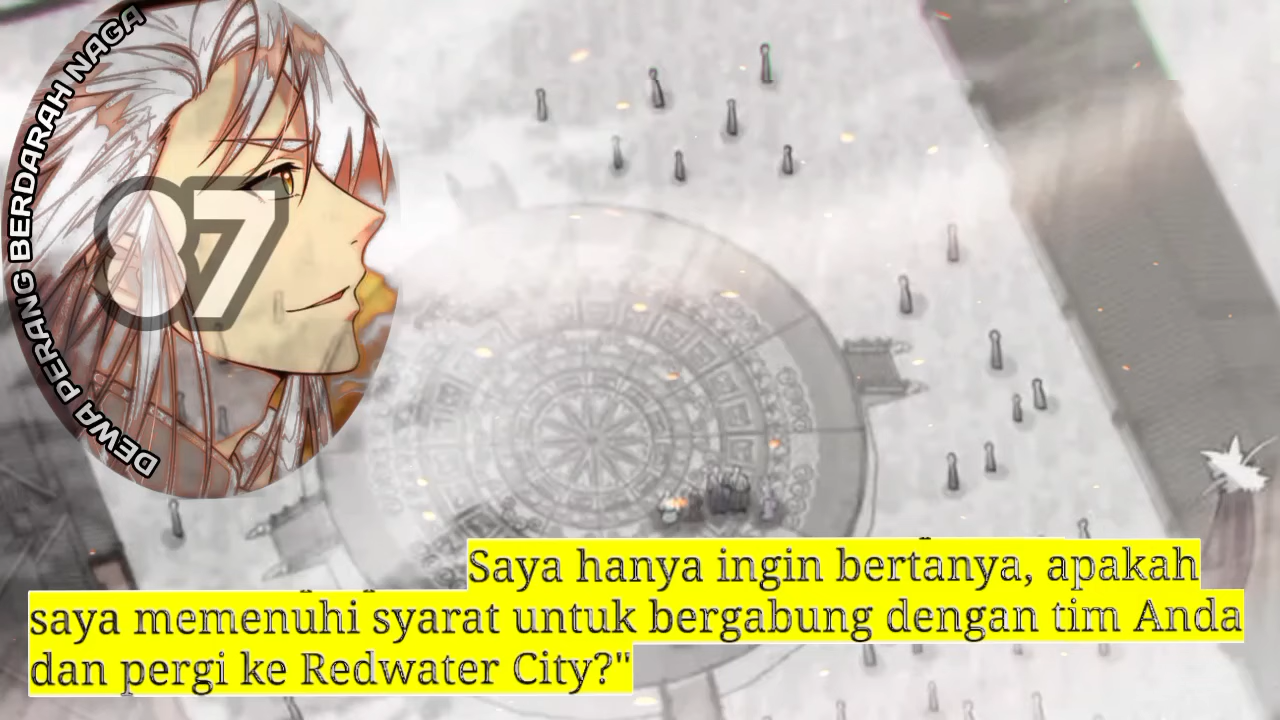 DEWA PERANG BERDARAH NAGA
87
Saya hanya ingin bertanya, apakah
saya memenuhi syarat untuk bergabung dengan tim Anda
dan pergi ke Redwater City?"